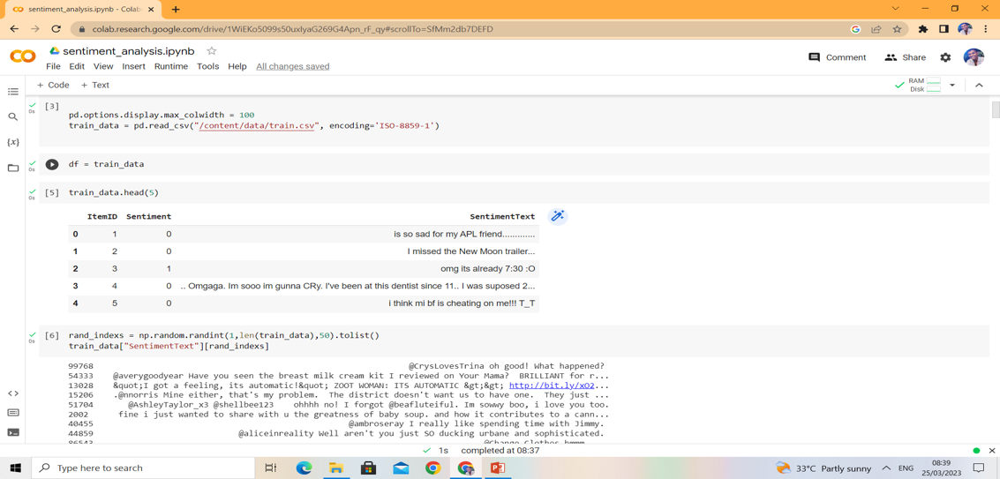 sentiment_analysis.ipynb - Colab
colab.research.google.com/drive/1WiEKo5099s50uxlyaG269G4Apn_rF_qy#scrollTo=SfMm2db7DEFD
sentiment_analysis.ipynb
File Edit View Insert Runtime Tools Help All changes saved
Comment Share
+ Code + Text
RAM
Disk
[3]
0s
pd.options.display.max_colwidth = 100
train_data = pd.read_csv("/content/data/train.csv", encoding='ISO-8859-1')
0s
df = train_data
[5] train_data.head(5)
0s
ItemID Sentiment SentimentText
0 1 0 is so sad for my APL friend.............
1 2 0 I missed the New Moon trailer...
2 3 1 omg its already 7:30 :O
3 4 0 .. Omgaga. Im sooo im gunna CRy. I've been at this dentist since 11.. I was suposed 2...
4 5 0 i think mi bf is cheating on me!!! T_T
[6] rand_indexs = np.random.randint(1,len(train_data),50).tolist()
0s
train_data["SentimentText"][rand_indexs]
99768 @CrysLovesTrina oh good! What happened?
54333 @averygoodyear Have you seen the breast milk cream kit I reviewed on Your Mama? BRILLIANT for r...
13028 &quot;I got a feeling, its automatic!&quot; ZOOT WOMAN: ITS AUTOMATIC &gt;&gt; http://bit.ly/xO2...
15206 .@nnorris Mine either, that's my problem. The district doesn't want us to have one. They just ...
51704 @AshleyTaylor_x3 @shellbee123 ohhhh no! I forgot @beafluteiful. Im sowwy boo, i love you too.
2002 fine i just wanted to share with u the greatness of baby soup. and how it contributes to a cann...
40455 @ambroseray I really like spending time with Jimmy.
44859 @aliceinreality Well aren't you just SO ducking urbane and sophisticated.
86543 @Change_Clothes hmmm
1s completed at 08:37
Type here to search
33°C Partly sunny
ENG
08:39
25/03/2023